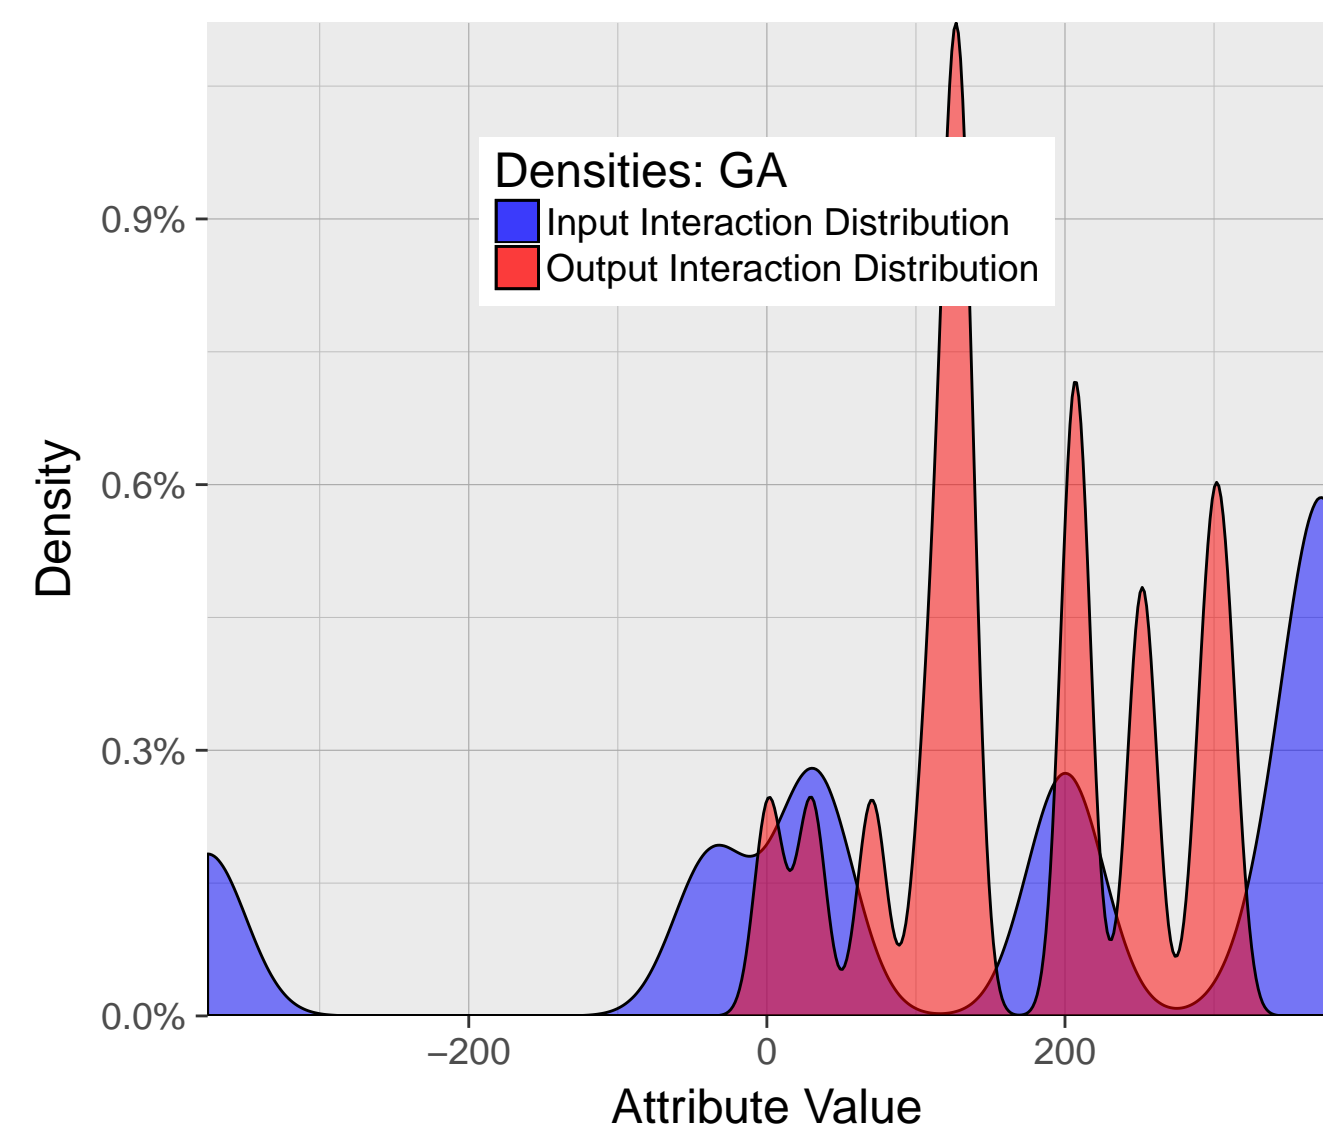 Densities: GA
Input Interaction Distribution
Output Interaction Distribution
Density
0.9%
0.6%
0.3%
0.0%
−200
0
200
Attribute Value